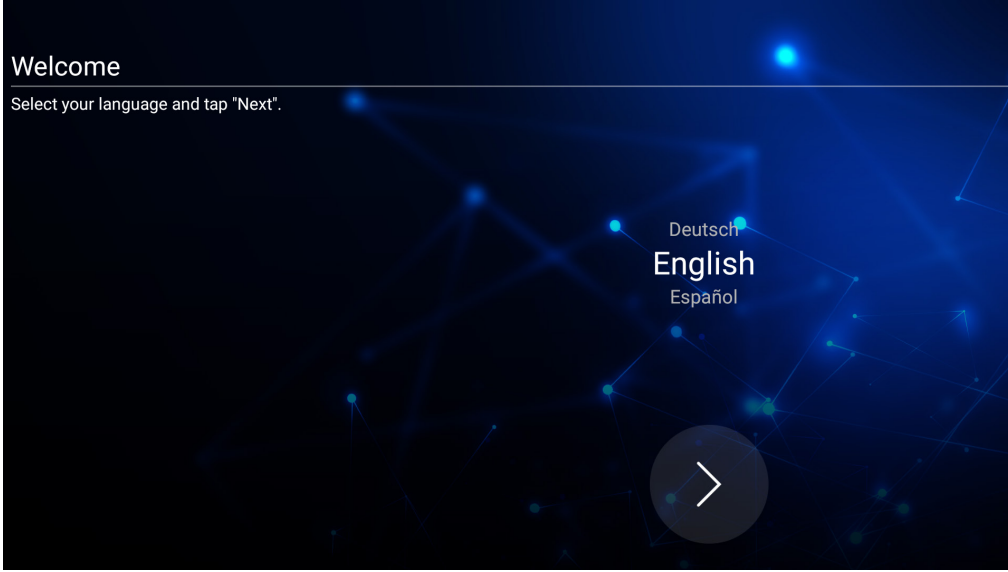 Welcome
Select your language and tap "Next".
Deutsch
English
Español